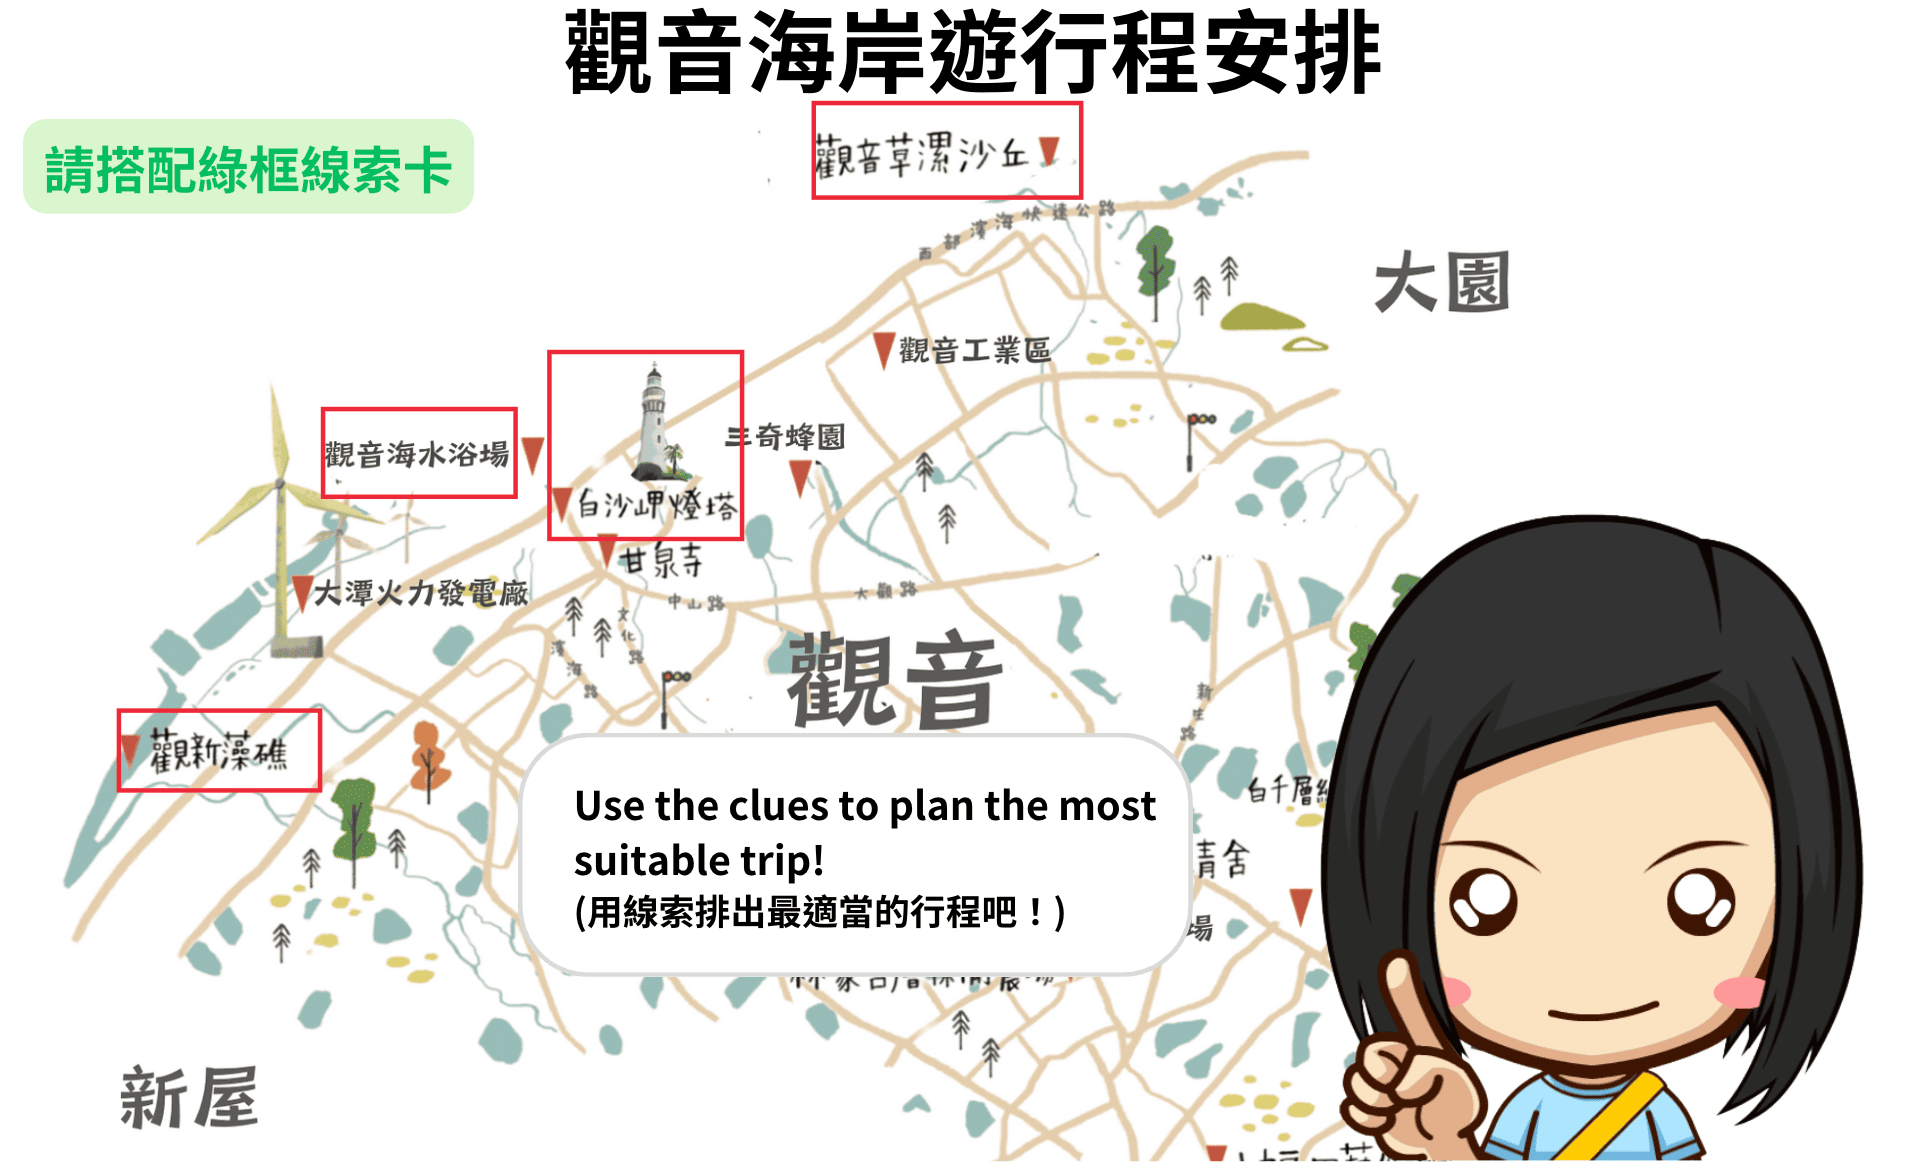 觀音海岸遊行程安排
請搭配綠框線索卡
觀音草漯沙丘
西部濱海快速公路
大園
觀音工業區
三奇蜂園
觀音海水浴場
白沙岬燈塔
甘泉寺
大潭火力發電廠
中山路
大觀路
文化路
濱海路
觀音
新生路
觀新藻礁
白千層
青舍
場
Use the clues to plan the most
suitable trip!
(用線索排出最適當的行程吧！)
新屋